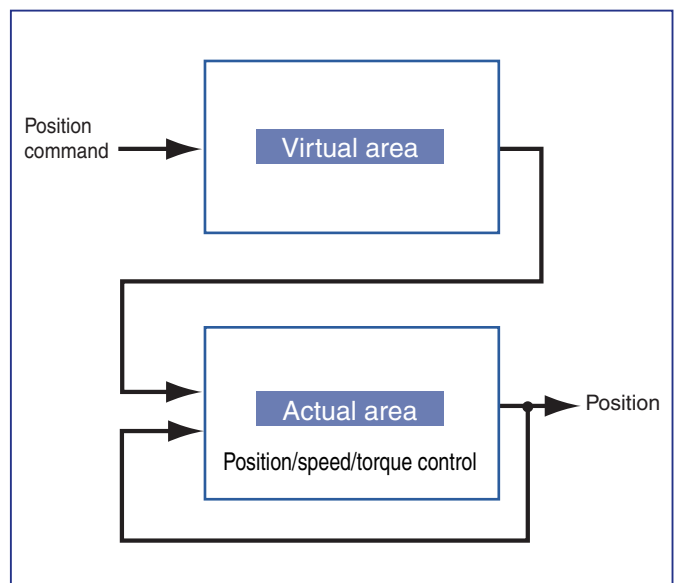 Position
command
Virtual area
Actual area
Position
Position/speed/torque control